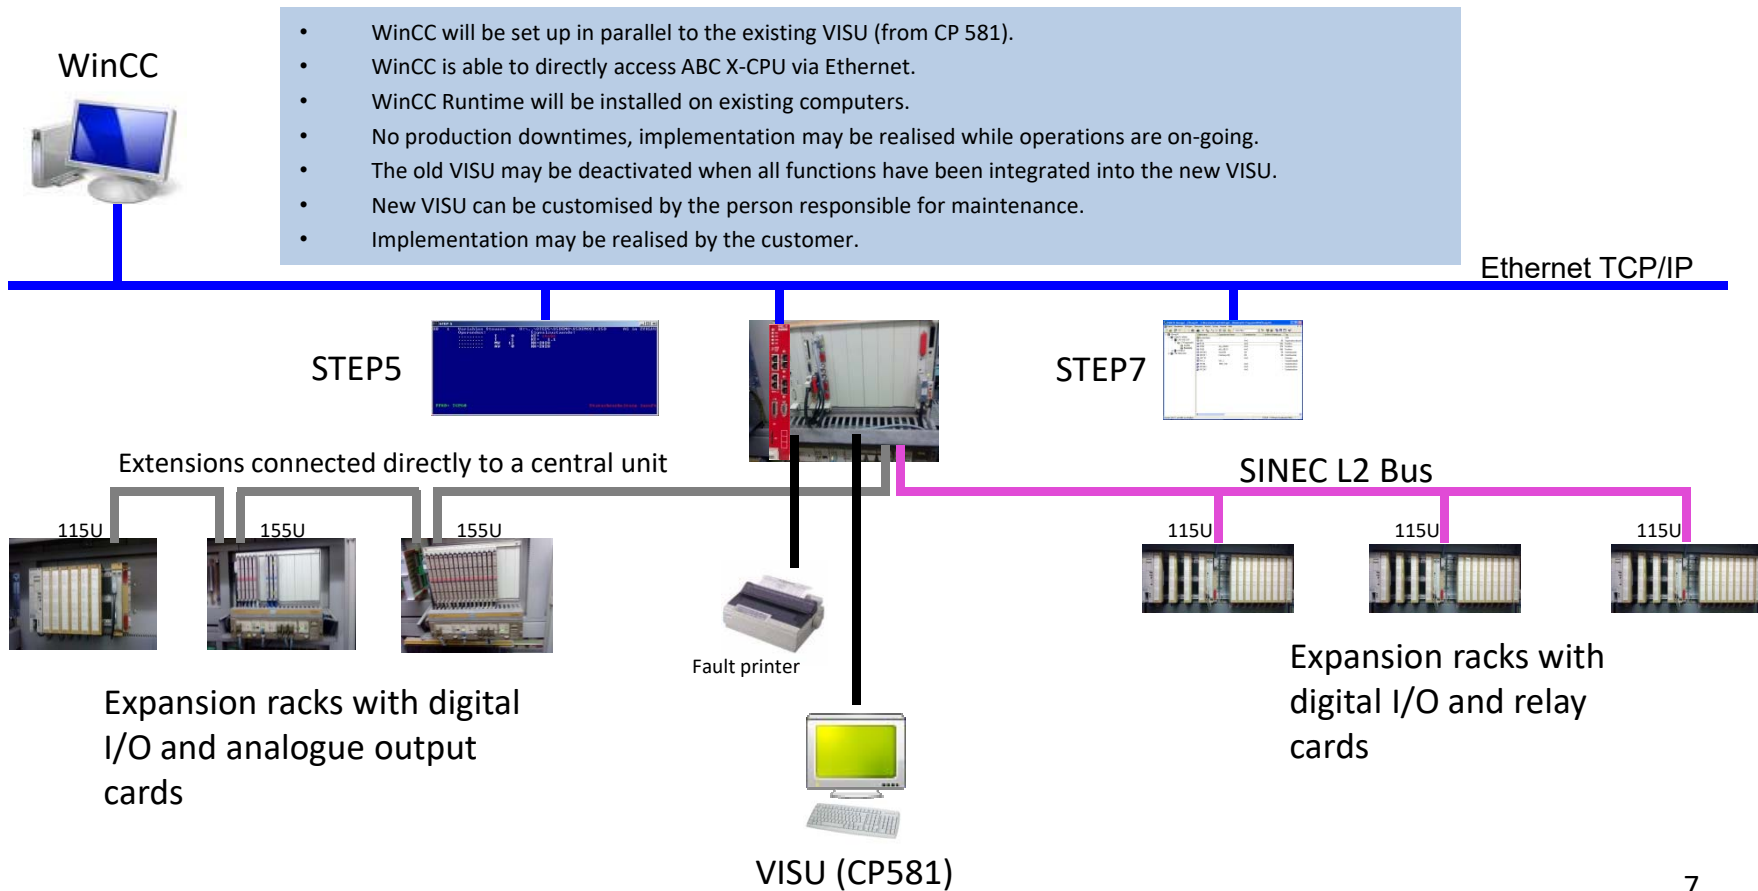 • WinCC will be set up in parallel to the existing VISU (from CP 581).
• WinCC is able to directly access ABC X-CPU via Ethernet.
• WinCC Runtime will be installed on existing computers.
• No production downtimes, implementation may be realised while operations are on-going.
• The old VISU may be deactivated when all functions have been integrated into the new VISU.
• New VISU can be customised by the person responsible for maintenance.
• Implementation may be realised by the customer.
WinCC
Ethernet TCP/IP
STEP5
STEP7
Extensions connected directly to a central unit
SINEC L2 Bus
115U
155U
155U
115U
115U
115U
Fault printer
Expansion racks with digital
I/O and analogue output
cards
Expansion racks with
digital I/O and relay
cards
VISU (CP581)
7